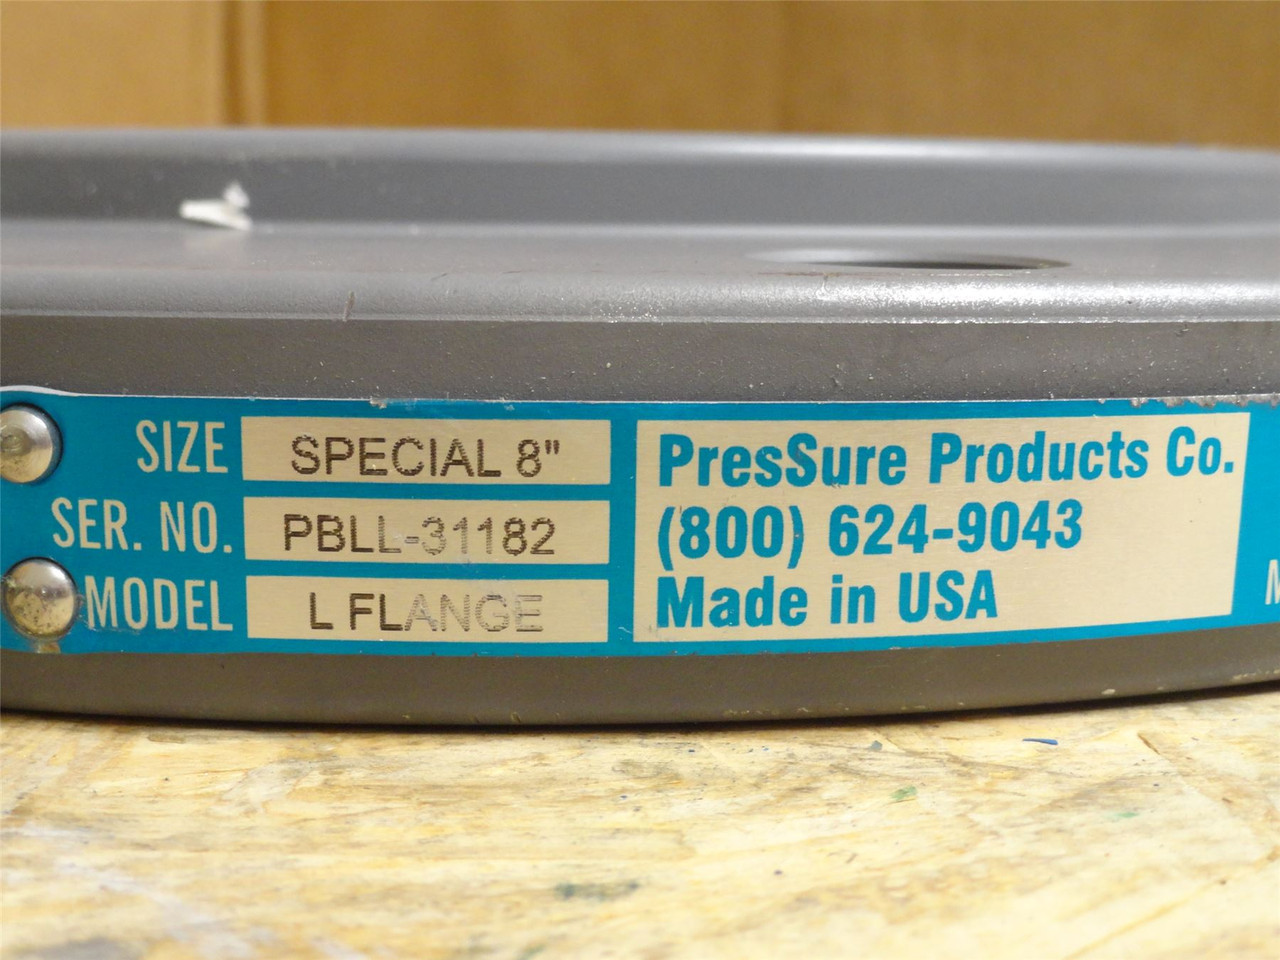 SIZE SPECIAL 8"
SER. NO. PBLL-31182
MODEL L FLANGE
PresSure Products Co.
(800) 624-9043
Made in USA